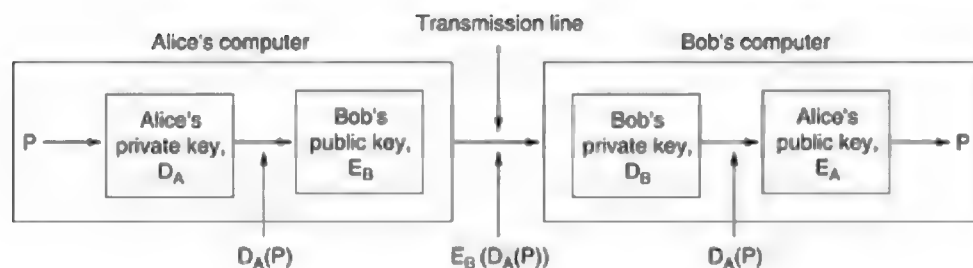 Transmission line
Alice's computer
Bob's computer
P
Alice's
private key,
D_A
Bob's
public key,
E_B
Bob's
private key,
D_B
Alice's
public key,
E_A
P
D_A(P)
E_B (D_A(P))
D_A(P)